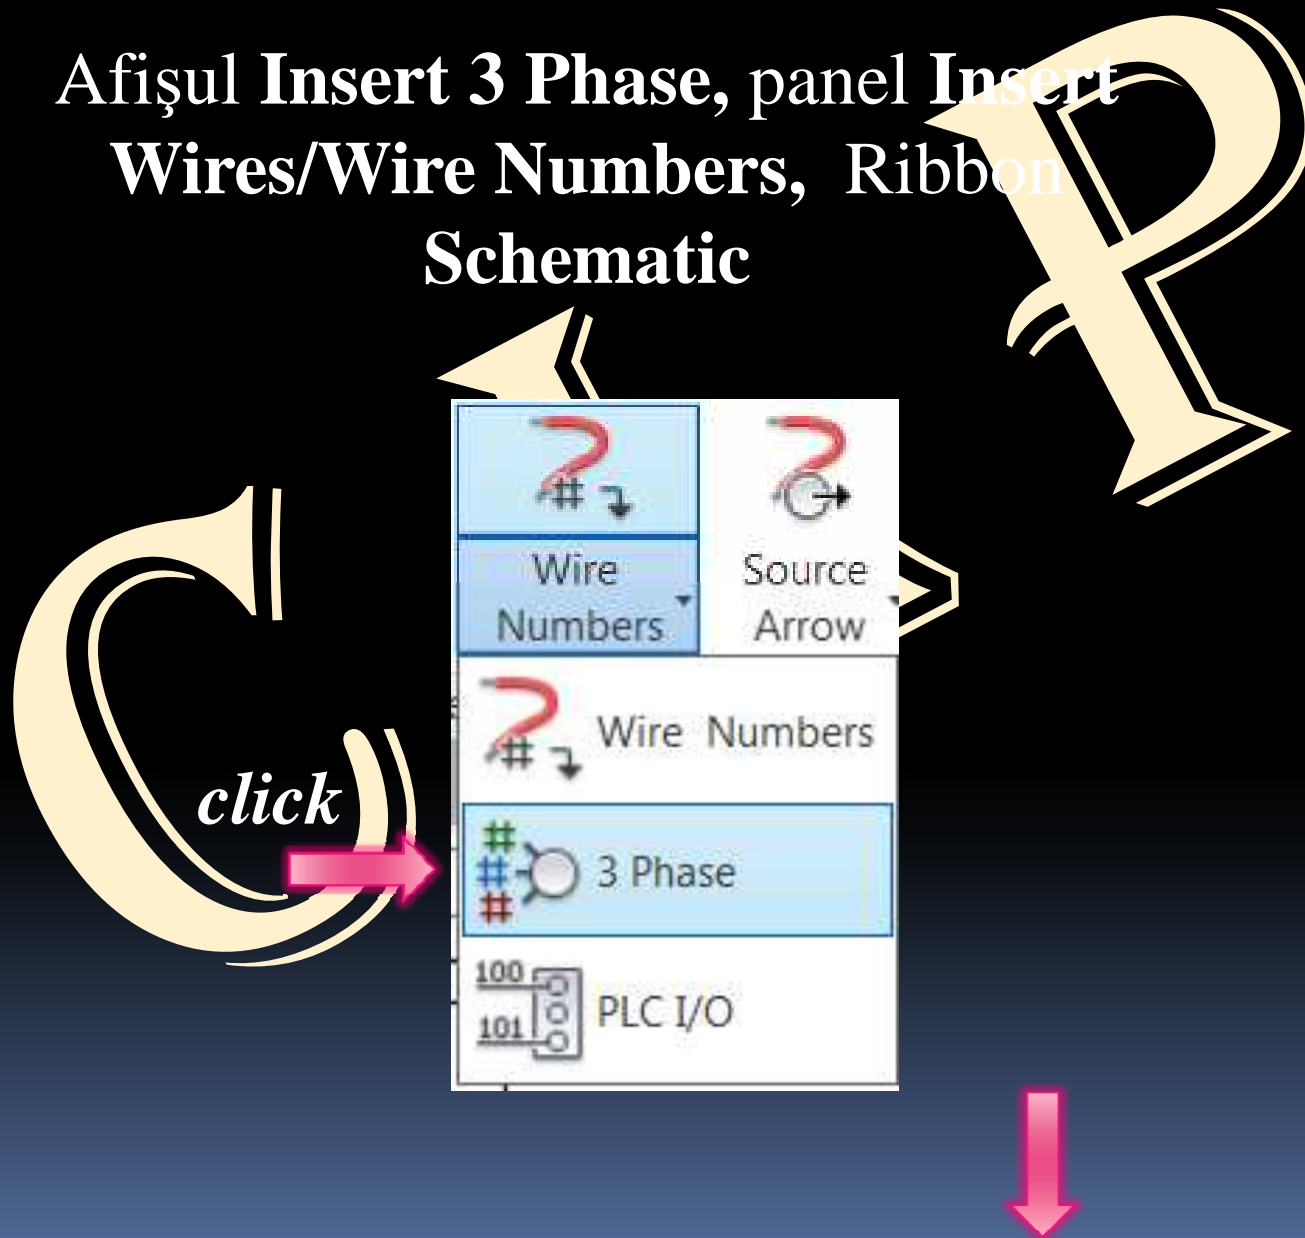 Afişul Insert 3 Phase, panel Insert
Wires/Wire Numbers, Ribbon
Schematic
Wire
Numbers
Source
Arrow
Wire Numbers
click
3 Phase
100
101
PLC I/O